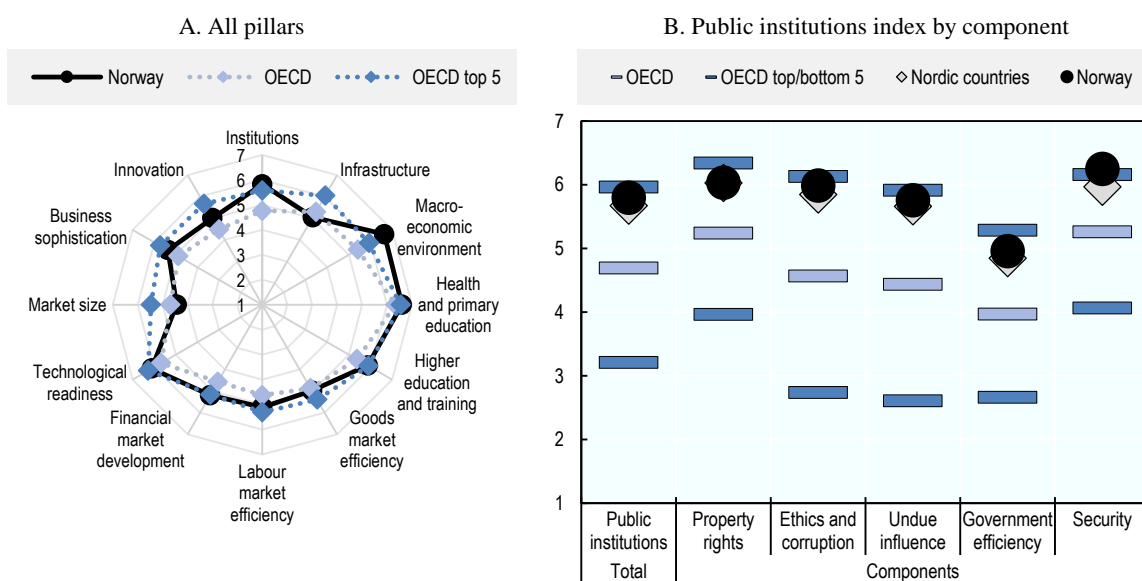 A. All pillars
Norway OECD OECD top 5
Institutions
Infrastructure
Macro-
economic
environment
Health
and primary
education
Higher
education
and training
Goods
market
efficiency
Labour
market
efficiency
Financial
market
development
Technological
readiness
Market size
Business
sophistication
Innovation
7
6
5
4
3
2
1
B. Public institutions index by component
OECD OECD top/bottom 5 Nordic countries Norway
7
6
5
4
3
2
1
Public
institutions
Property
rights
Ethics and
corruption
Undue
influence
Government
efficiency
Security
Total
Components